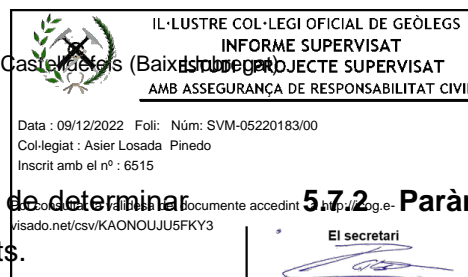 IL·LUSTRE COL·LEGI OFICIAL DE GEÒLEGS
INFORME SUPERVISAT
Castelldefels (Baix Llobregat)
ESTUDI - PROJECTE SUPERVISAT
AMB ASSEGURANÇA DE RESPONSABILITAT CIVIL
Data : 09/12/2022 Foli: Núm: SVM-05220183/00
Col·legiat : Asier Losada Pinedo
Inscrit amb el nº : 6515
de determinar
5.7.2
Per consultar la validesa del documente accedint a http://icog.e-
visado.net/csv/KAONOUJU5FKY3
ts.
El secretari